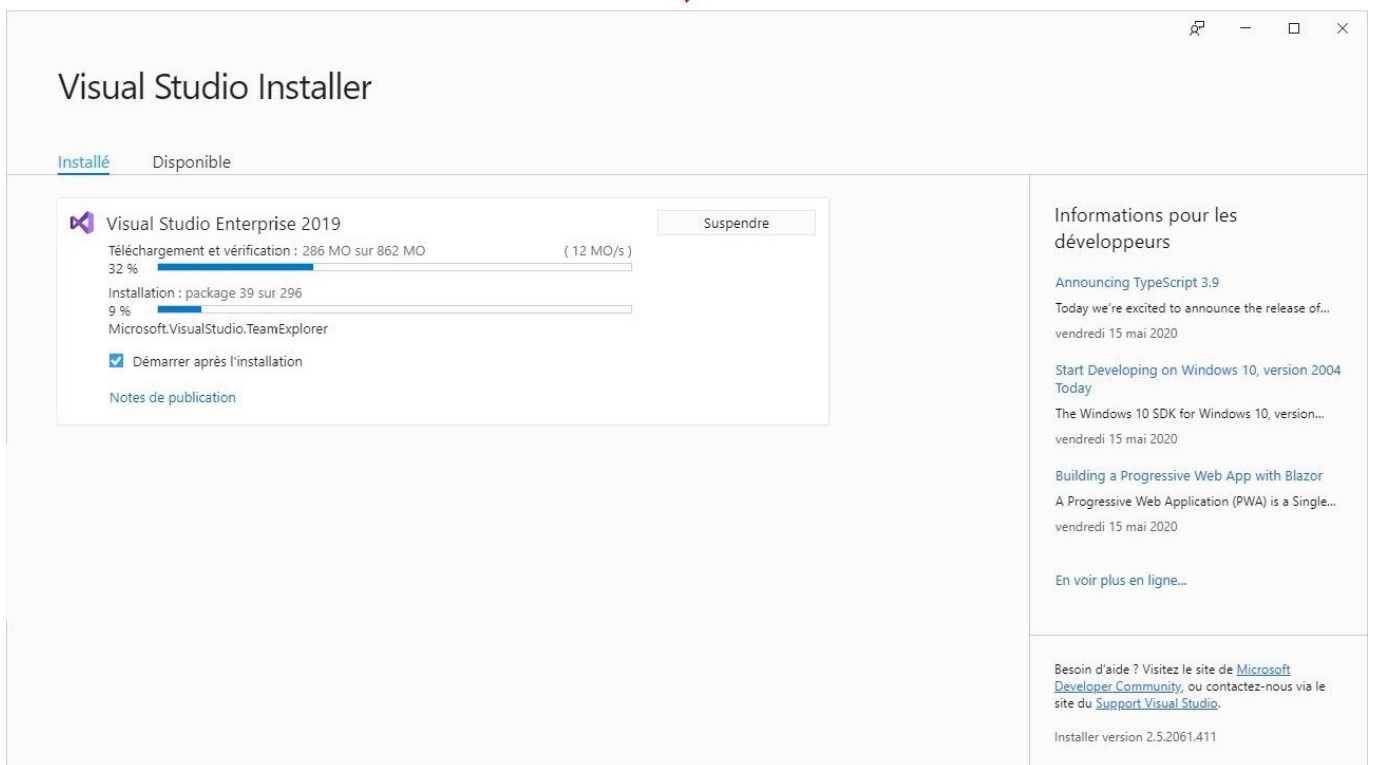 Visual Studio Installer
Installé
Disponible
Visual Studio Enterprise 2019
Suspendre
Téléchargement et vérification : 286 MO sur 862 MO
( 12 MO/s )
32 %
Installation : package 39 sur 296
9 %
Microsoft.VisualStudio.TeamExplorer
Démarrer après l'installation
Notes de publication
Informations pour les
développeurs
Announcing TypeScript 3.9
Today we're excited to announce the release of...
vendredi 15 mai 2020
Start Developing on Windows 10, version 2004
Today
The Windows 10 SDK for Windows 10, version...
vendredi 15 mai 2020
Building a Progressive Web App with Blazor
A Progressive Web Application (PWA) is a Single...
vendredi 15 mai 2020
En voir plus en ligne...
Besoin d'aide ? Visitez le site de Microsoft
Developer Community, ou contactez-nous via le
site du Support Visual Studio.
Installer version 2.5.2061.411